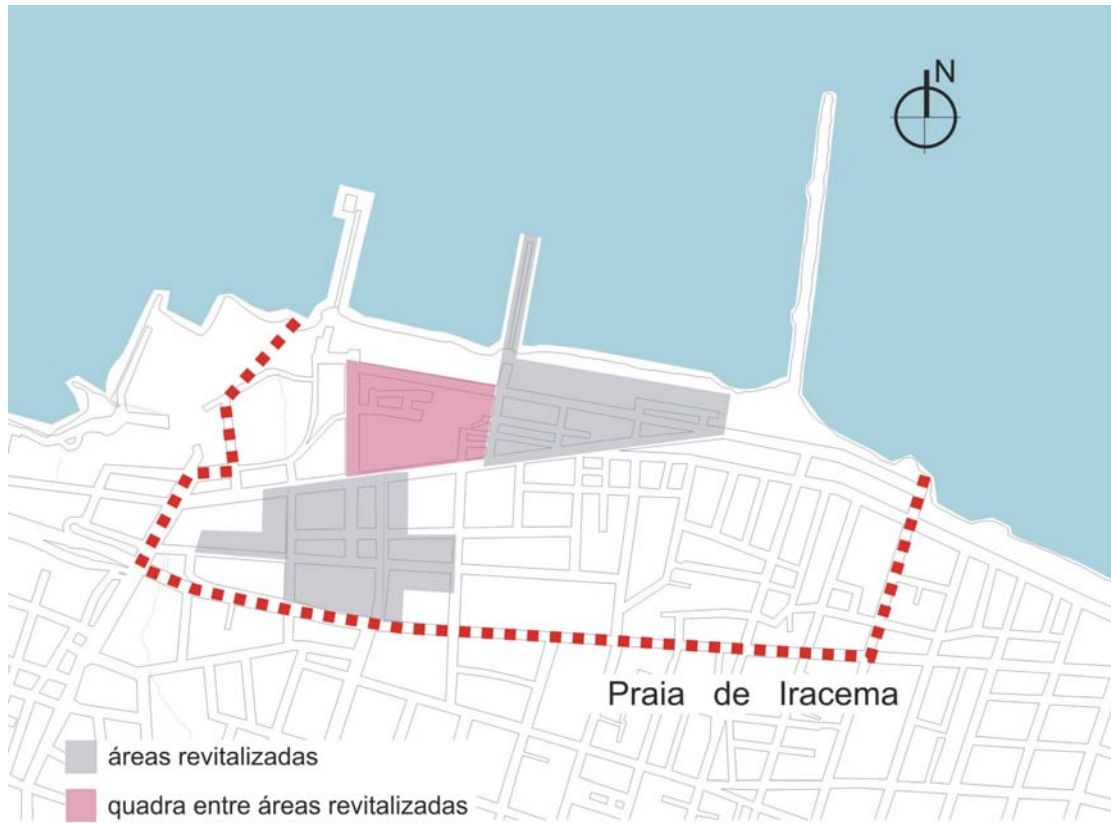 N
Praia de Iracema
áreas revitalizadas
quadra entre áreas revitalizadas